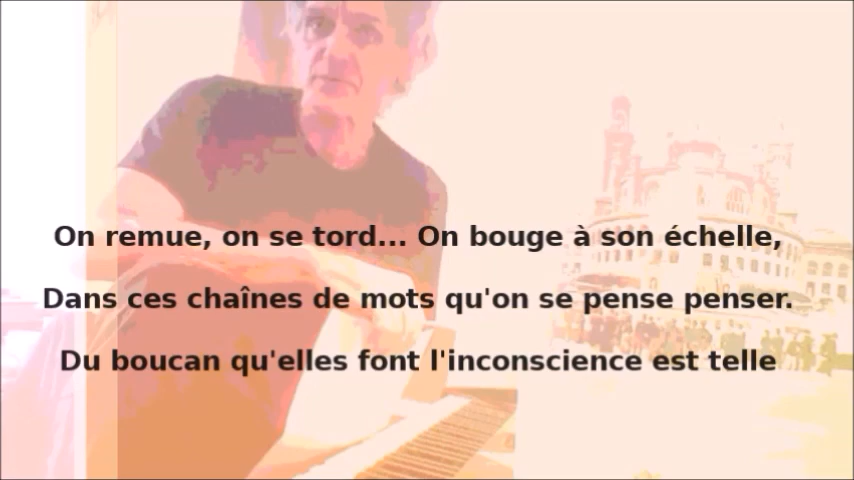 On remue, on se tord... On bouge à son échelle,
Dans ces chaînes de mots qu'on se pense penser.
Du boucan qu'elles font l'inconscience est telle